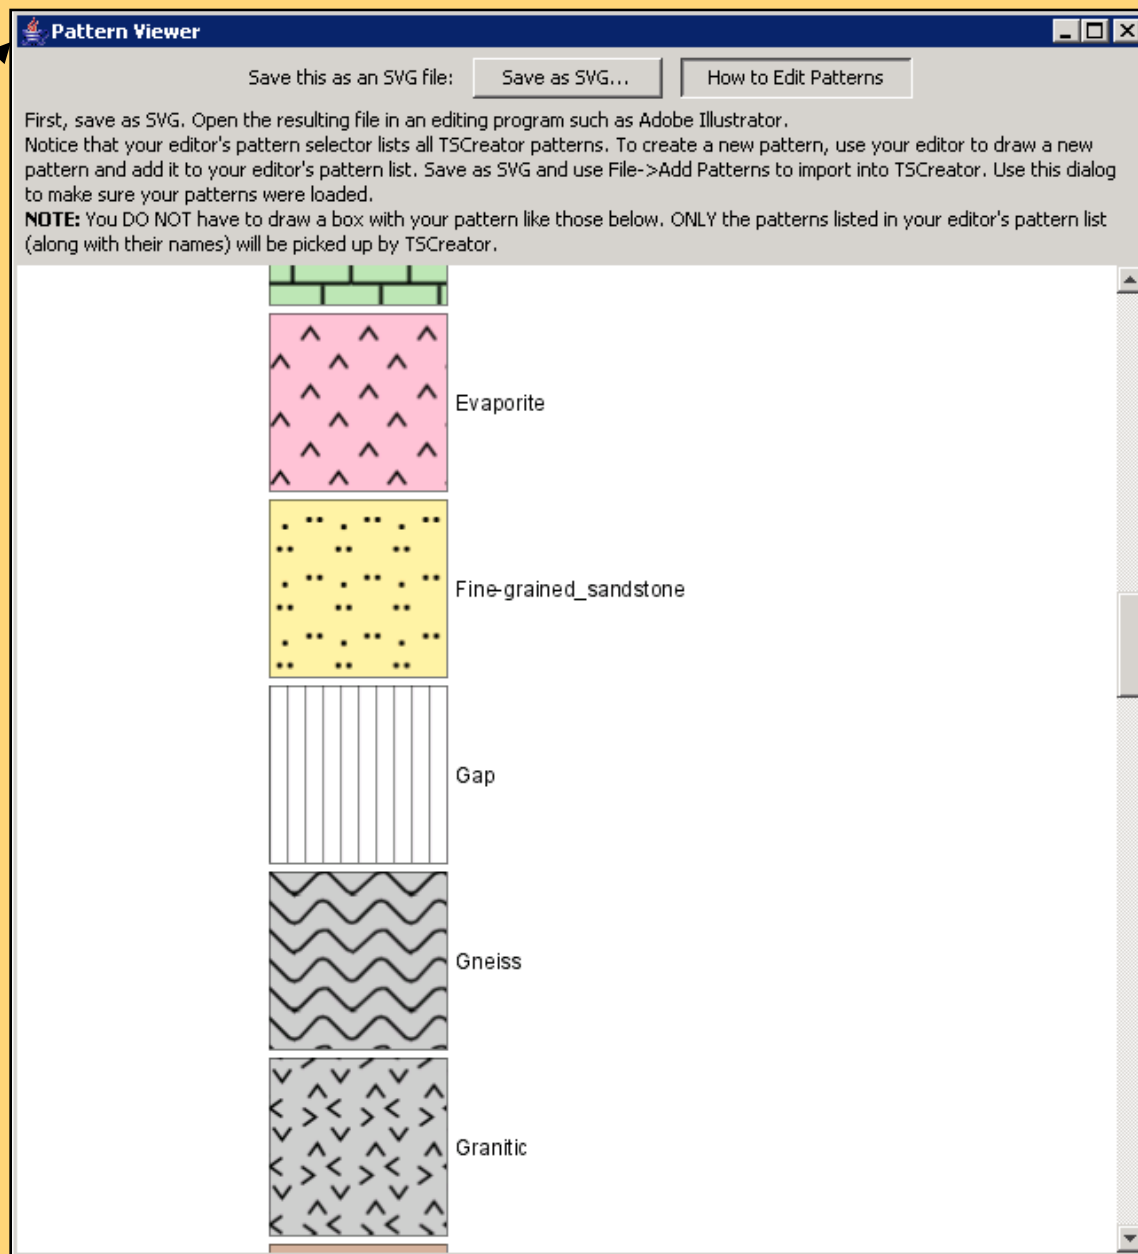 Pattern Viewer
Save this as an SVG file: Save as SVG... How to Edit Patterns
First, save as SVG. Open the resulting file in an editing program such as Adobe Illustrator.
Notice that your editor's pattern selector lists all TSCreator patterns. To create a new pattern, use your editor to draw a new
pattern and add it to your editor's pattern list. Save as SVG and use File->Add Patterns to import into TSCreator. Use this dialog
to make sure your patterns were loaded.
NOTE: You DO NOT have to draw a box with your pattern like those below. ONLY the patterns listed in your editor's pattern list
(along with their names) will be picked up by TSCreator.
Evaporite
Fine-grained_sandstone
Gap
Gneiss
Granitic